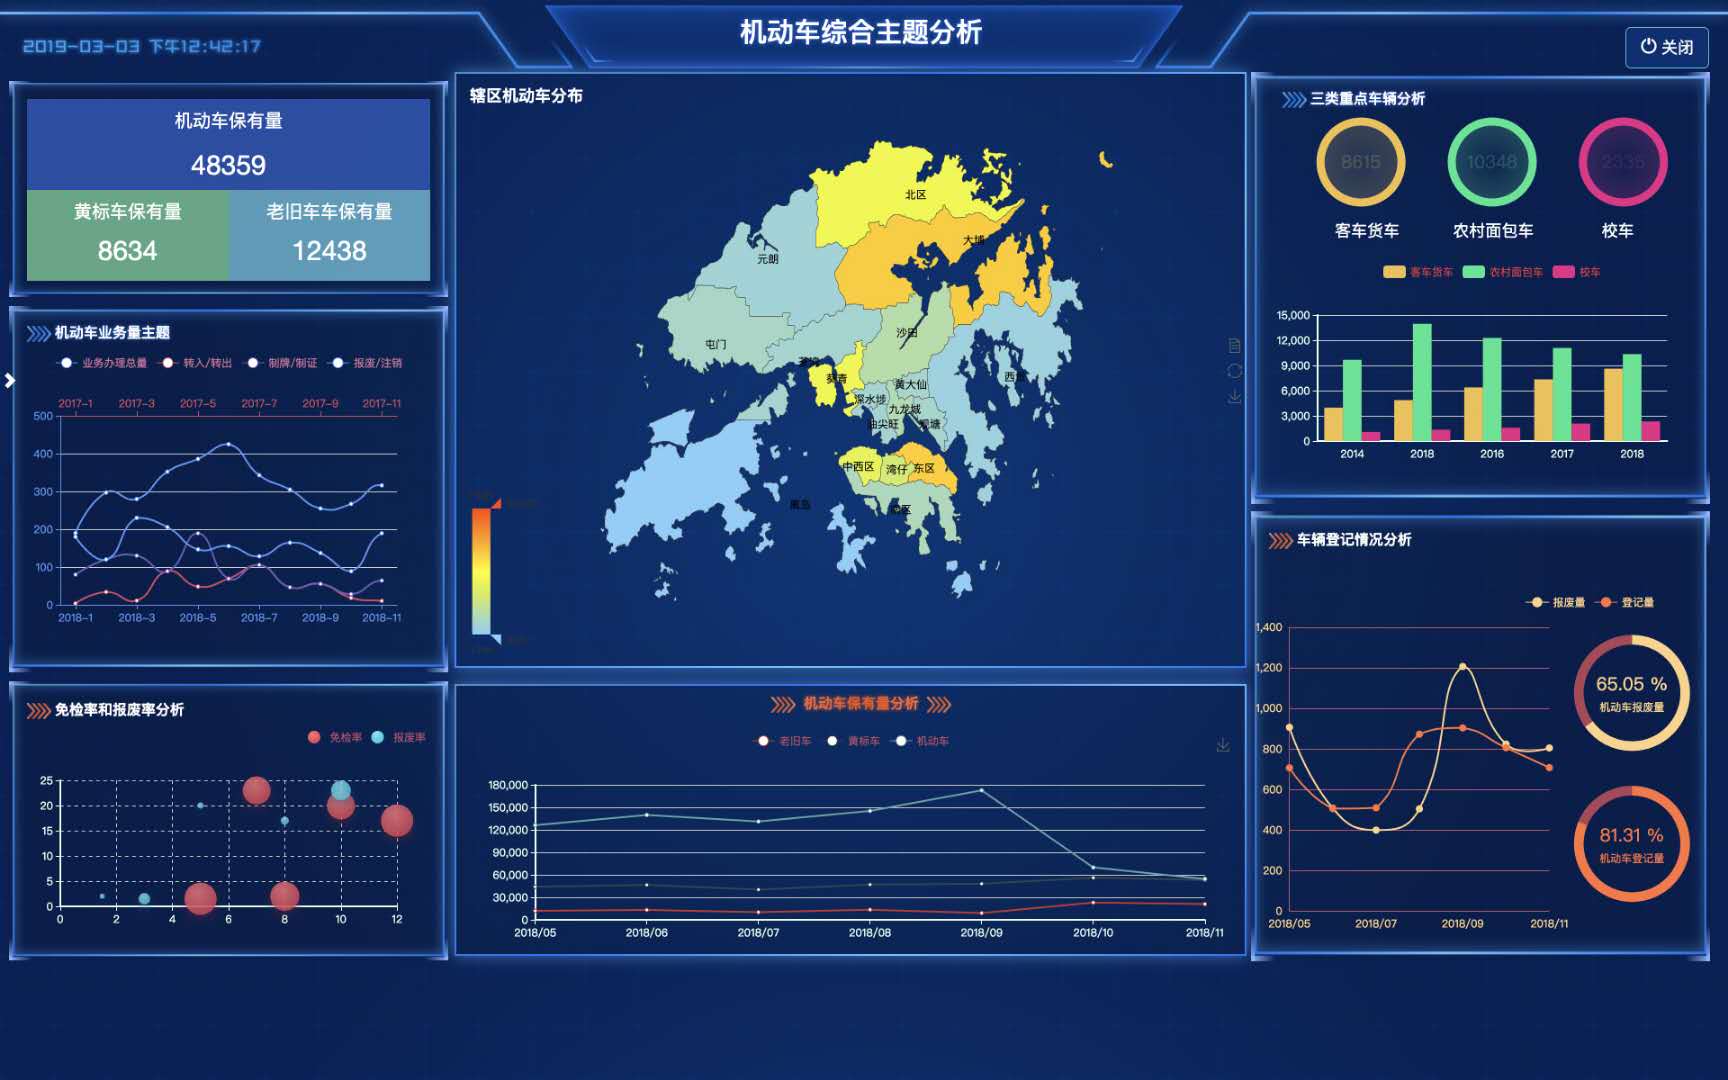 机动车综合主题分析
2019-03-03 下午12:42:17
关闭
机动车保有量
48359
黄标车保有量
8634
老旧车车保有量
12438
机动车业务量主题
业务办理总量 转入/转出 制牌/制证 报废/注销
2017-1 2017-3 2017-5 2017-7 2017-9 2017-11
500
400
300
200
100
0
2018-1 2018-3 2018-5 2018-7 2018-9 2018-11
免检率和报废率分析
免检率 报废率
25
20
15
10
5
0
0 2 4 6 8 10 12
辖区机动车分布
北区
大埔
元朗
沙田
屯门
葵青
黄大仙
深水埗
九龙城
油尖旺
观塘
中西区
湾仔
东区
机动车保有量分析
老旧车 黄标车 机动车
180,000
150,000
120,000
90,000
60,000
30,000
0
2018/05 2018/06 2018/07 2018/08 2018/09 2018/10 2018/11
三类重点车辆分析
8615
10348
2335
客车货车
农村面包车
校车
客车货车 农村面包车 校车
15,000
12,000
9,000
6,000
3,000
0
2014 2018 2016 2017 2018
车辆登记情况分析
报废量 登记量
1,400
1,200
1,000
800
600
400
200
0
2018/05 2018/07 2018/09 2018/11
65.05 %
机动车报废量
81.31 %
机动车登记量